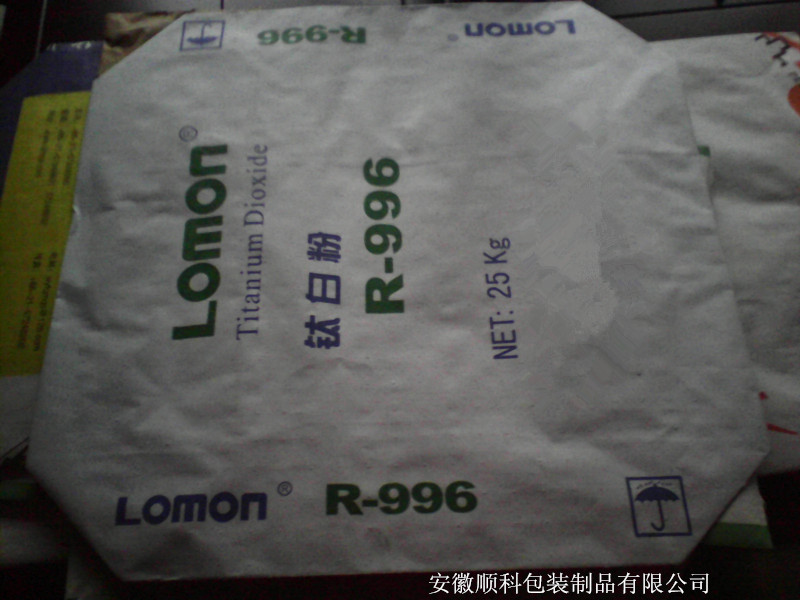 R-996
Lomon®
Lomon®
Titanium Dioxide
钛白粉
R-996
NET: 25 Kg
Lomon® R-996
安徽顺科包装制品有限公司